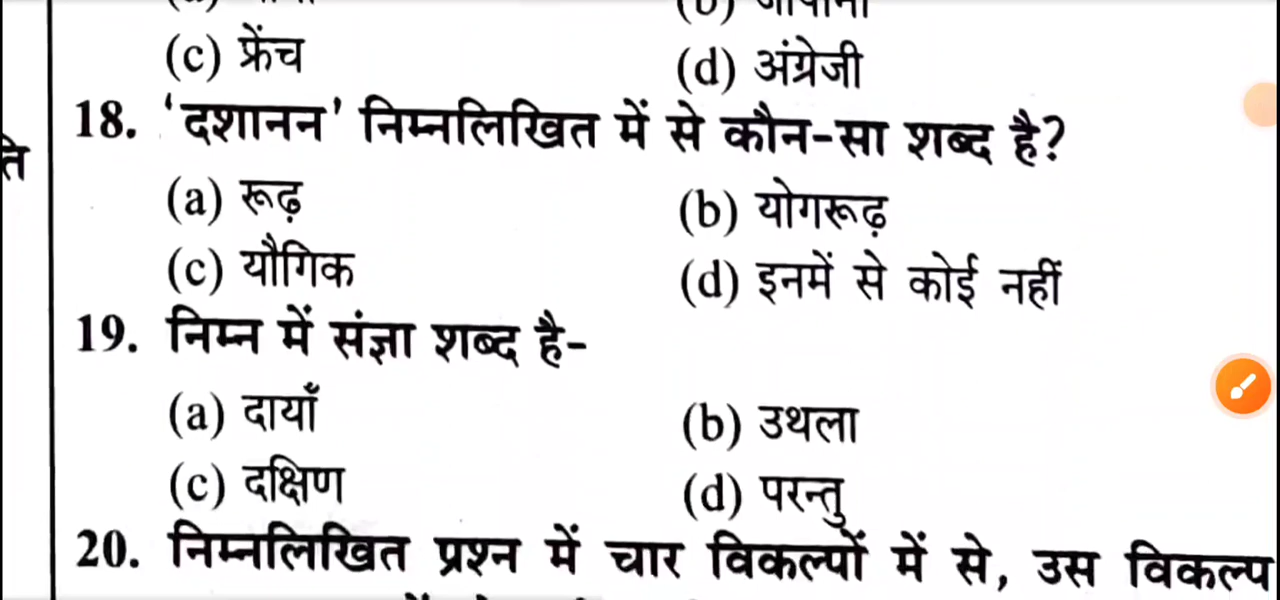 (c) फ्रेंच (d) अंग्रेजी
18. 'दशानन' निम्नलिखित में से कौन-सा शब्द है?
(a) रूढ़ (b) योगरूढ़
(c) यौगिक (d) इनमें से कोई नहीं
19. निम्न में संज्ञा शब्द है-
(a) दायाँ (b) उथला
(c) दक्षिण (d) परन्तु
20. निम्नलिखित प्रश्न में चार विकल्पों में से, उस विकल्प